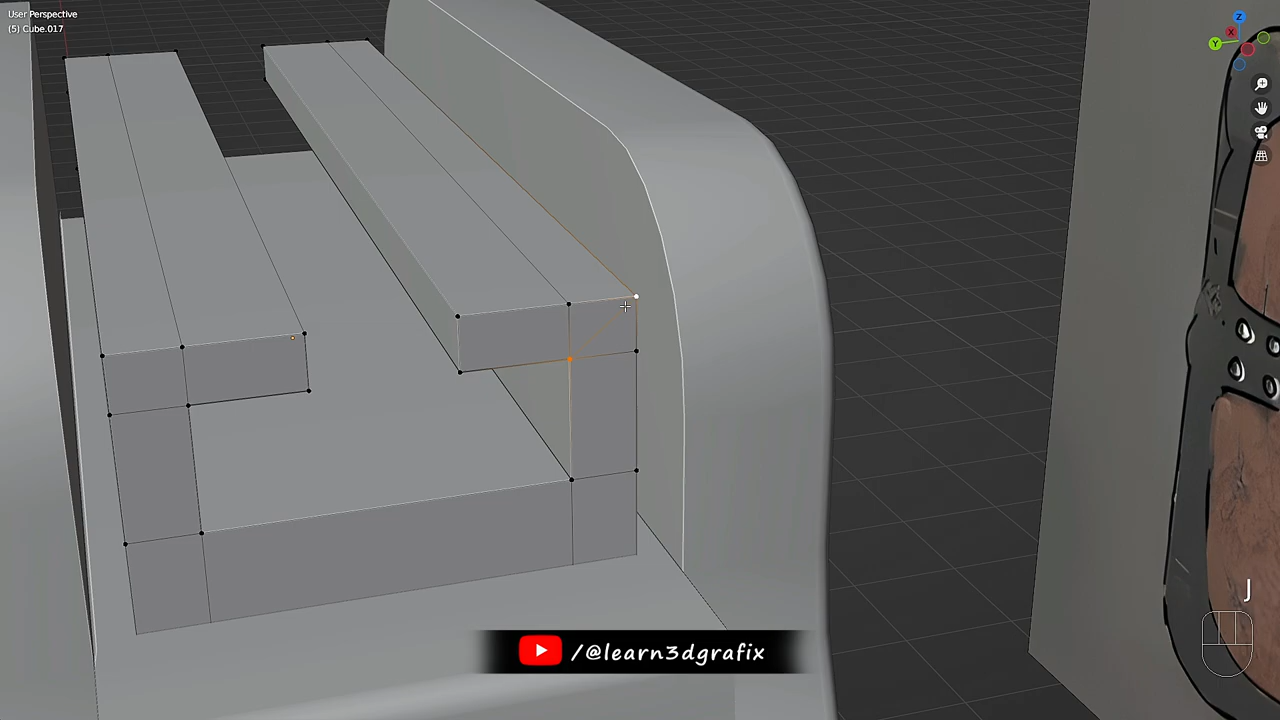 User Perspective
(5) Cube.017
Z
X
Y
J
/@learn3dgrafix